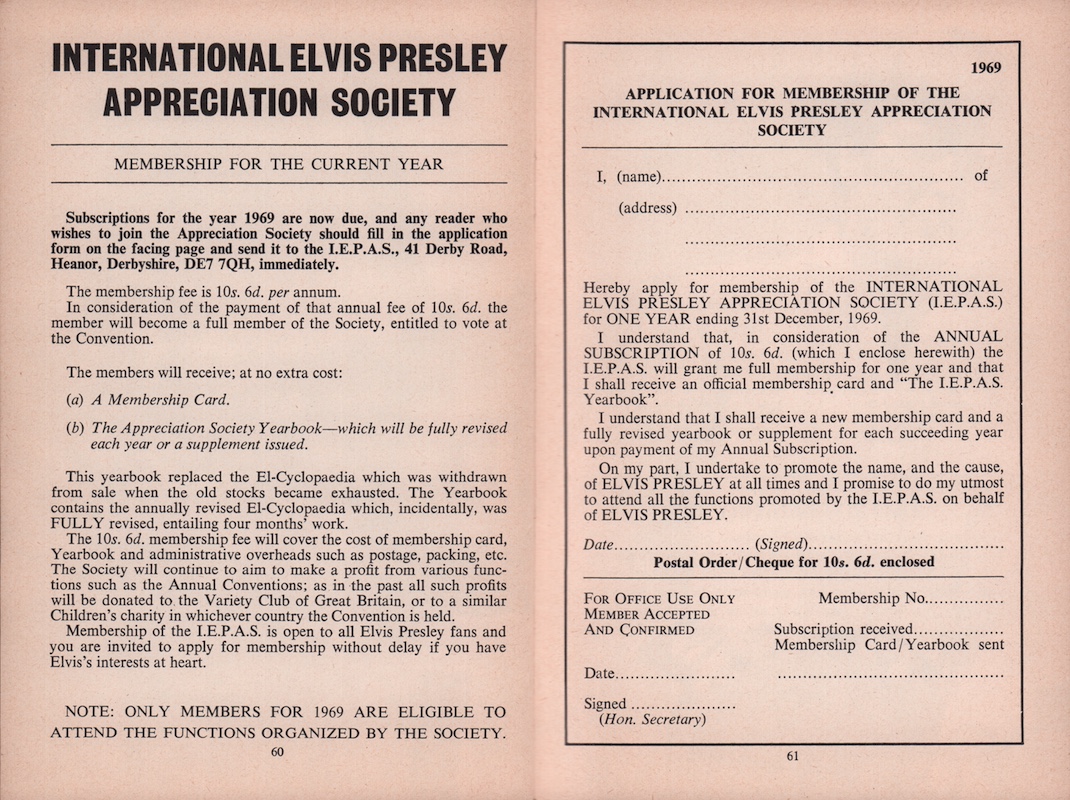 INTERNATIONAL ELVIS PRESLEY
APPRECIATION SOCIETY
MEMBERSHIP FOR THE CURRENT YEAR
Subscriptions for the year 1969 are now due, and any reader who
wishes to join the Appreciation Society should fill in the application
form on the facing page and send it to the I.E.P.A.S., 41 Derby Road,
Heanor, Derbyshire, DE7 7QH, immediately.
The membership fee is 10s. 6d. per annum.
In consideration of the payment of that annual fee of 10s. 6d. the
member will become a full member of the Society, entitled to vote at
the Convention.
The members will receive; at no extra cost:
(a) A Membership Card.
(b) The Appreciation Society Yearbook—which will be fully revised
each year or a supplement issued.
This yearbook replaced the El-Cyclopaedia which was withdrawn
from sale when the old stocks became exhausted. The Yearbook
contains the annually revised El-Cyclopaedia which, incidentally, was
FULLY revised, entailing four months' work.
The 10s. 6d. membership fee will cover the cost of membership card,
Yearbook and administrative overheads such as postage, packing, etc.
The Society will continue to aim to make a profit from various func-
tions such as the Annual Conventions; as in the past all such profits
will be donated to the Variety Club of Great Britain, or to a similar
Children's charity in whichever country the Convention is held.
Membership of the I.E.P.A.S. is open to all Elvis Presley fans and
you are invited to apply for membership without delay if you have
Elvis's interests at heart.
NOTE: ONLY MEMBERS FOR 1969 ARE ELIGIBLE TO
ATTEND THE FUNCTIONS ORGANIZED BY THE SOCIETY.
60
1969
APPLICATION FOR MEMBERSHIP OF THE
INTERNATIONAL ELVIS PRESLEY APPRECIATION
SOCIETY
I, (name).................................................. of
(address) ..................................................
..................................................
..................................................
Hereby apply for membership of the INTERNATIONAL
ELVIS PRESLEY APPRECIATION SOCIETY (I.E.P.A.S.)
for ONE YEAR ending 31st December, 1969.
I understand that, in consideration of the ANNUAL
SUBSCRIPTION of 10s. 6d. (which I enclose herewith) the
I.E.P.A.S. will grant me full membership for one year and that
I shall receive an official membership card and "The I.E.P.A.S.
Yearbook".
I understand that I shall receive a new membership card and a
fully revised yearbook or supplement for each succeeding year
upon payment of my Annual Subscription.
On my part, I undertake to promote the name, and the cause,
of ELVIS PRESLEY at all times and I promise to do my utmost
to attend all the functions promoted by the I.E.P.A.S. on behalf
of ELVIS PRESLEY.
Date......................... (Signed)....................................
Postal Order/Cheque for 10s. 6d. enclosed
FOR OFFICE USE ONLY
MEMBER ACCEPTED
AND CONFIRMED
Membership No...............
Subscription received..................
Membership Card/Yearbook sent
Date...................... ..........................................
Signed ...................
(Hon. Secretary)
61